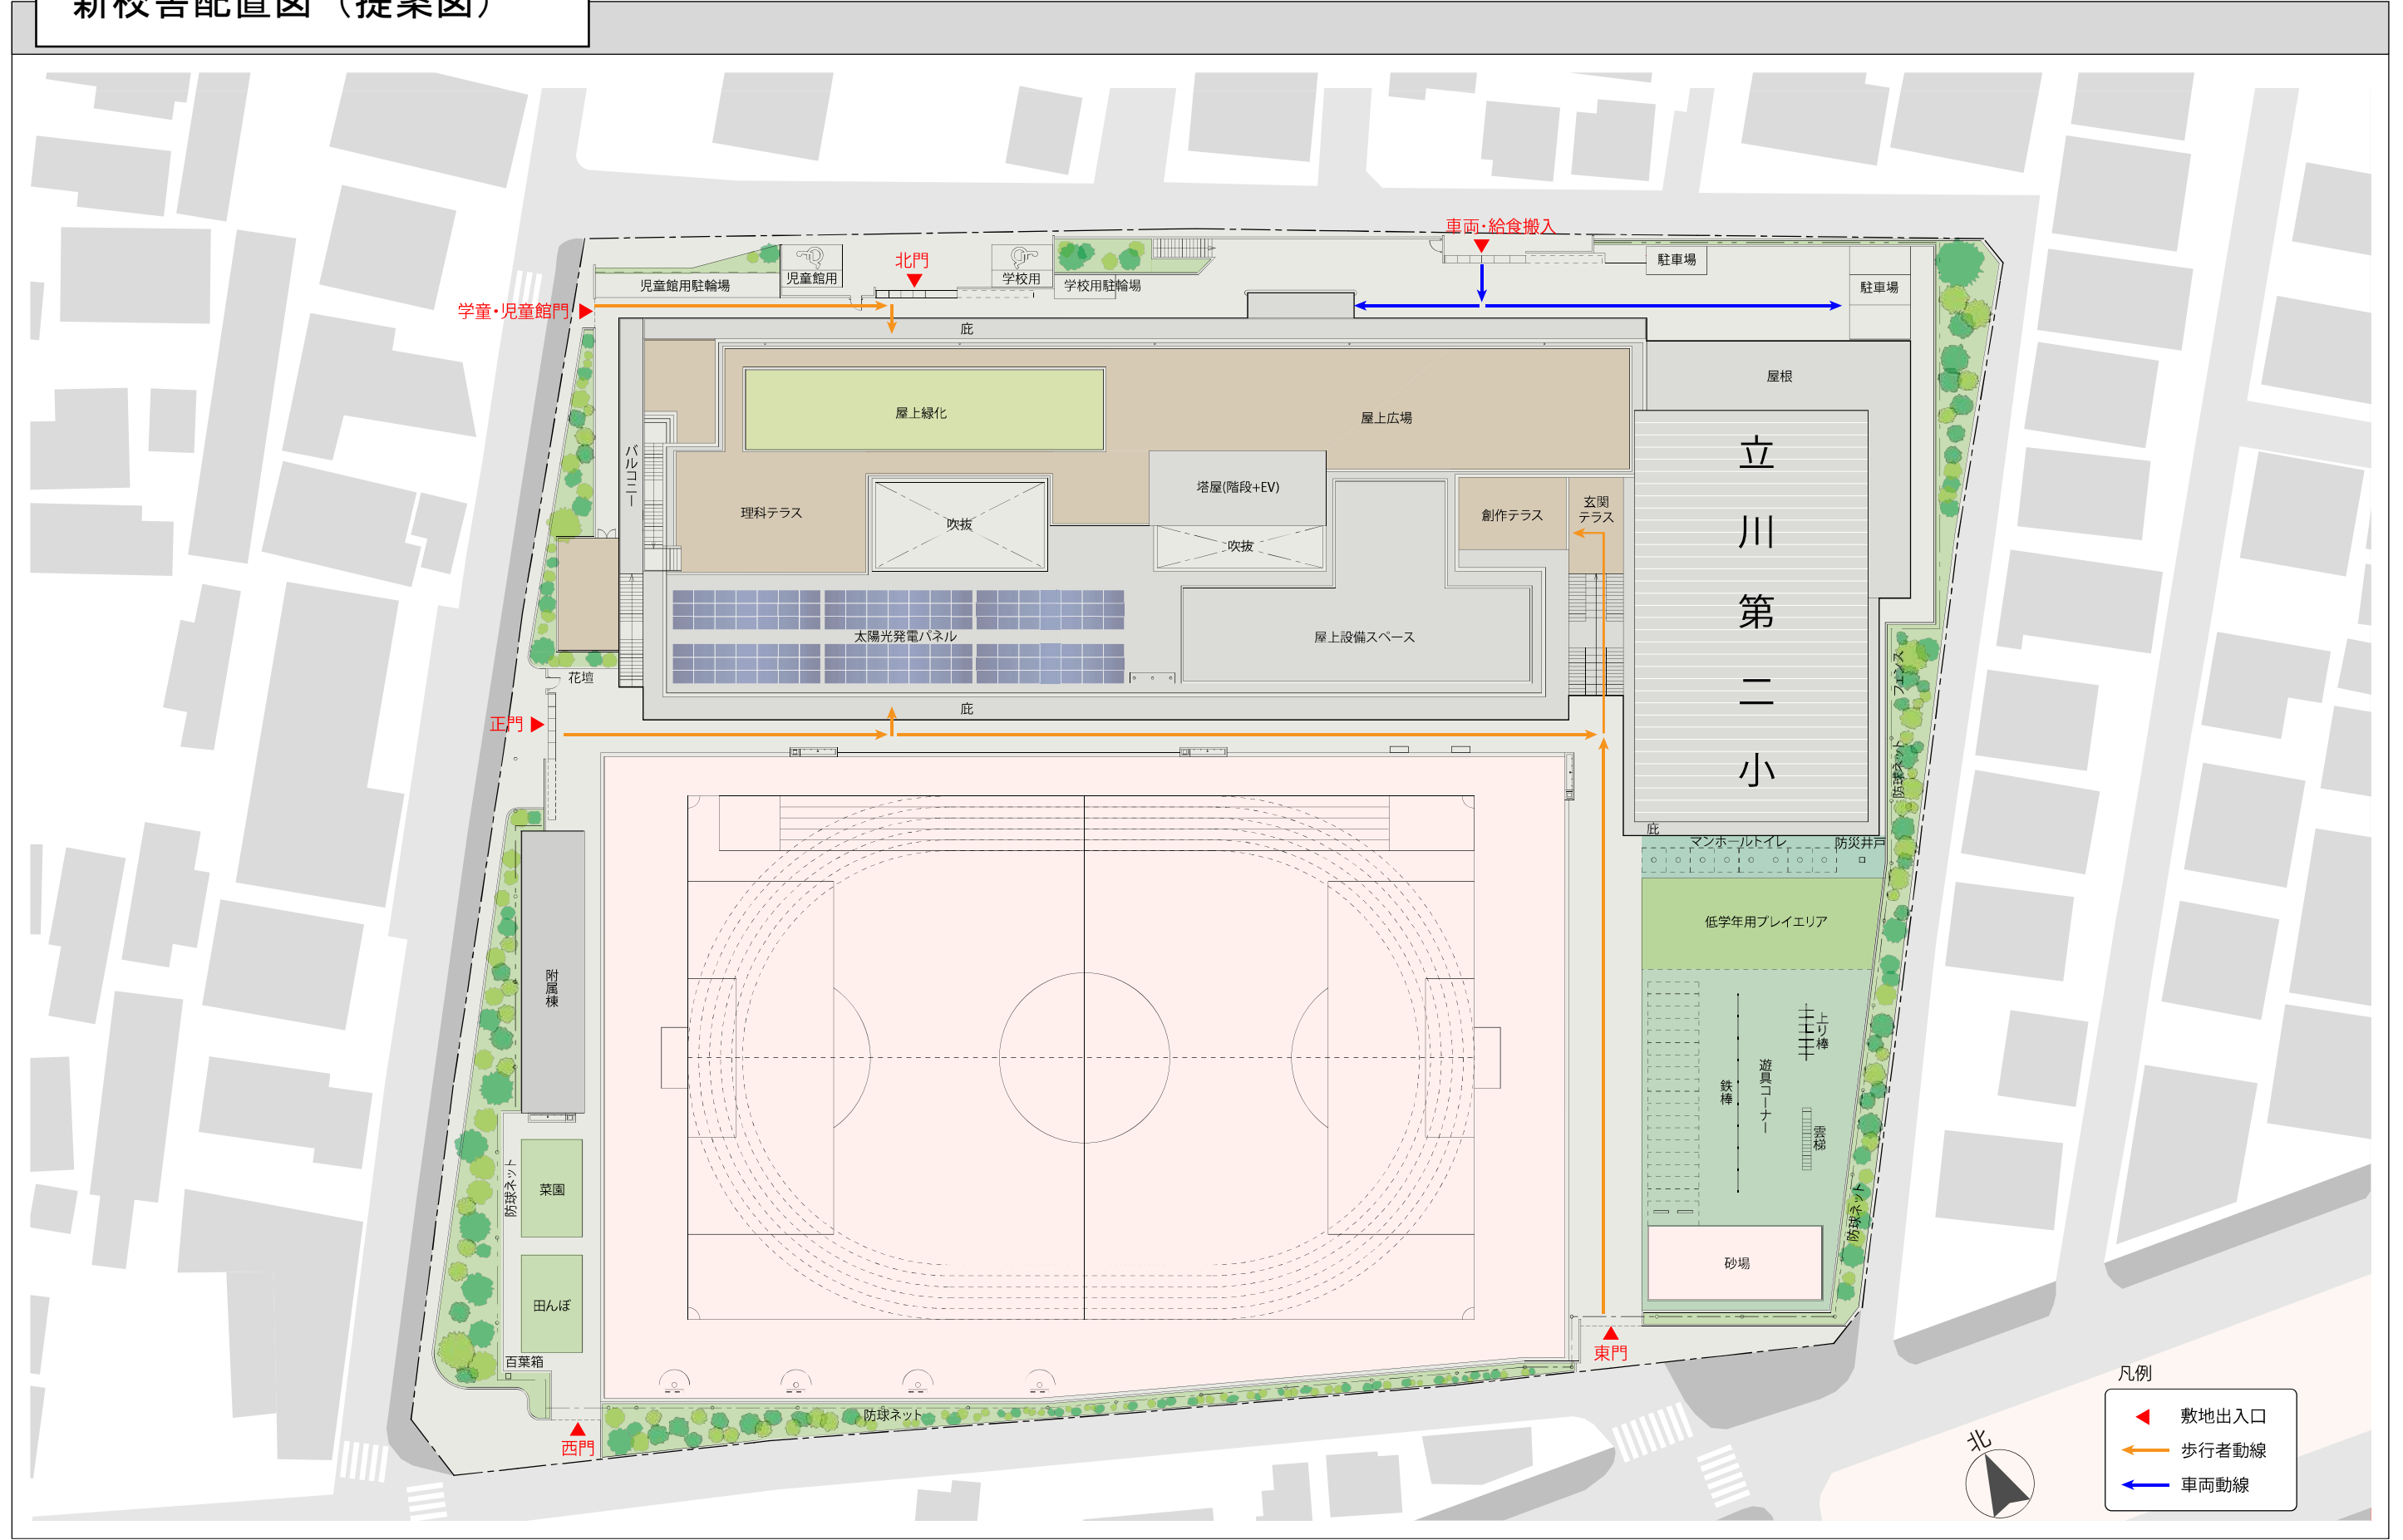 新校舎配置図（提案図）
車両・給食搬入
北門
児童館用
学校用
児童館用駐輪場
学校用駐輪場
駐車場
駐車場
学童・児童館門
庇
屋根
屋上緑化
屋上広場
バルコニー
塔屋(階段+EV)
理科テラス
吹抜
吹抜
創作テラス
玄関
テラス
立川第二小
太陽光発電パネル
屋上設備スペース
花壇
庇
正門
フェンス
防球ネット
庇
マンホールトイレ
防災井戸
低学年用プレイエリア
附属棟
上り棒
遊具コーナー
鉄棒
雲梯
防球ネット
菜園
防球ネット
砂場
田んぼ
百葉箱
東門
防球ネット
西門
北
凡例
敷地出入口
歩行者動線
車両動線